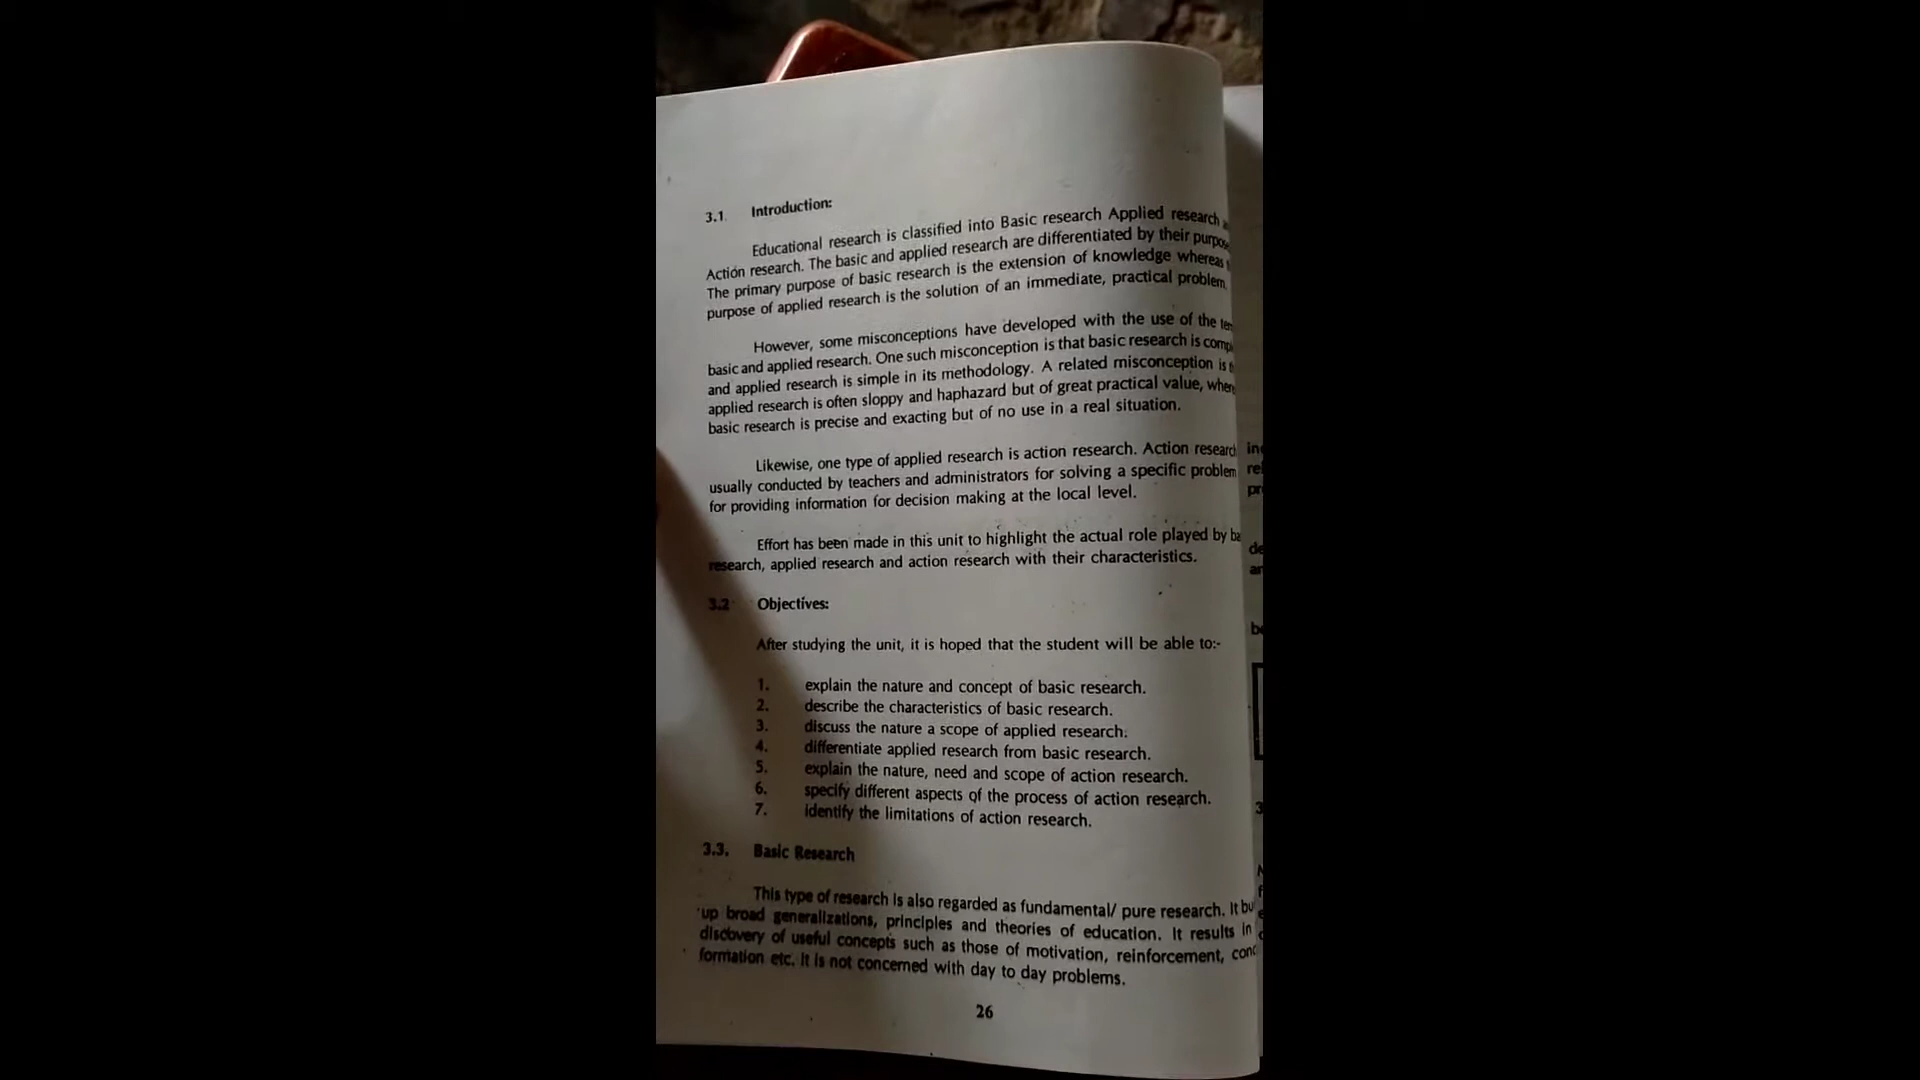 3.1 Introduction:
Educational research is classified into Basic research Applied research
Action research. The basic and applied research are differentiated by their purpo
The primary purpose of basic research is the extension of knowledge whereas
purpose of applied research is the solution of an immediate, practical problem.
However, some misconceptions have developed with the use of the
basic and applied research. One such misconception is that basic research is comp
and applied research is simple in its methodology. A related misconception is
applied research is often sloppy and haphazard but of great practical value, where
basic research is precise and exacting but of no use in a real situation.
Likewise, one type of applied research is action research. Action research
usually conducted by teachers and administrators for solving a specific problem
for providing information for decision making at the local level.
Effort has been made in this unit to highlight the actual role played by ba
research, applied research and action research with their characteristics.
3.2 Objectives:
After studying the unit, it is hoped that the student will be able to:-
1. explain the nature and concept of basic research.
2. describe the characteristics of basic research.
3. discuss the nature a scope of applied research.
4. differentiate applied research from basic research.
5. explain the nature, need and scope of action research.
6. specify different aspects of the process of action research.
7. identify the limitations of action research.
3.3. Basic Research
This type of research is also regarded as fundamental/ pure research. It bu
up broad generalizations, principles and theories of education. It results in
discovery of useful concepts such as those of motivation, reinforcement, conc
formation etc. It is not concerned with day to day problems.
26